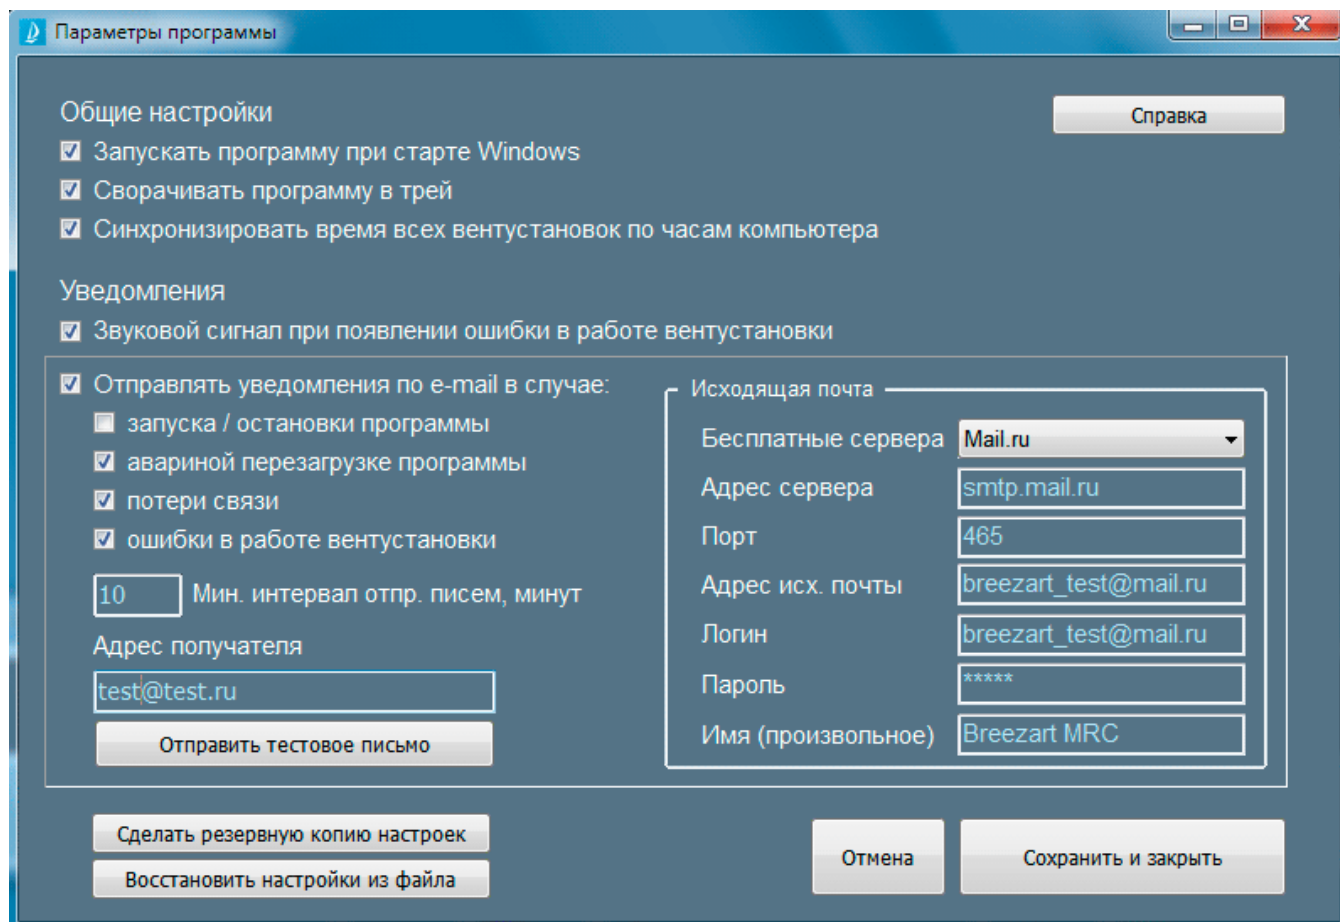 Параметры программы
Общие настройки
Справка
Запускать программу при старте Windows
Сворачивать программу в трей
Синхронизировать время всех вентустановок по часам компьютера
Уведомления
Звуковой сигнал при появлении ошибки в работе вентустановки
Отправлять уведомления по e-mail в случае:
запуска / остановки программы
авариной перезагрузке программы
потери связи
ошибки в работе вентустановки
10 Мин. интервал отпр. писем, минут
Адрес получателя
test@test.ru
Отправить тестовое письмо
Исходящая почта
Бесплатные сервера Mail.ru
Адрес сервера smtp.mail.ru
Порт 465
Адрес исх. почты breezart_test@mail.ru
Логин breezart_test@mail.ru
Пароль *****
Имя (произвольное) Breezart MRC
Сделать резервную копию настроек
Восстановить настройки из файла
Отмена
Сохранить и закрыть